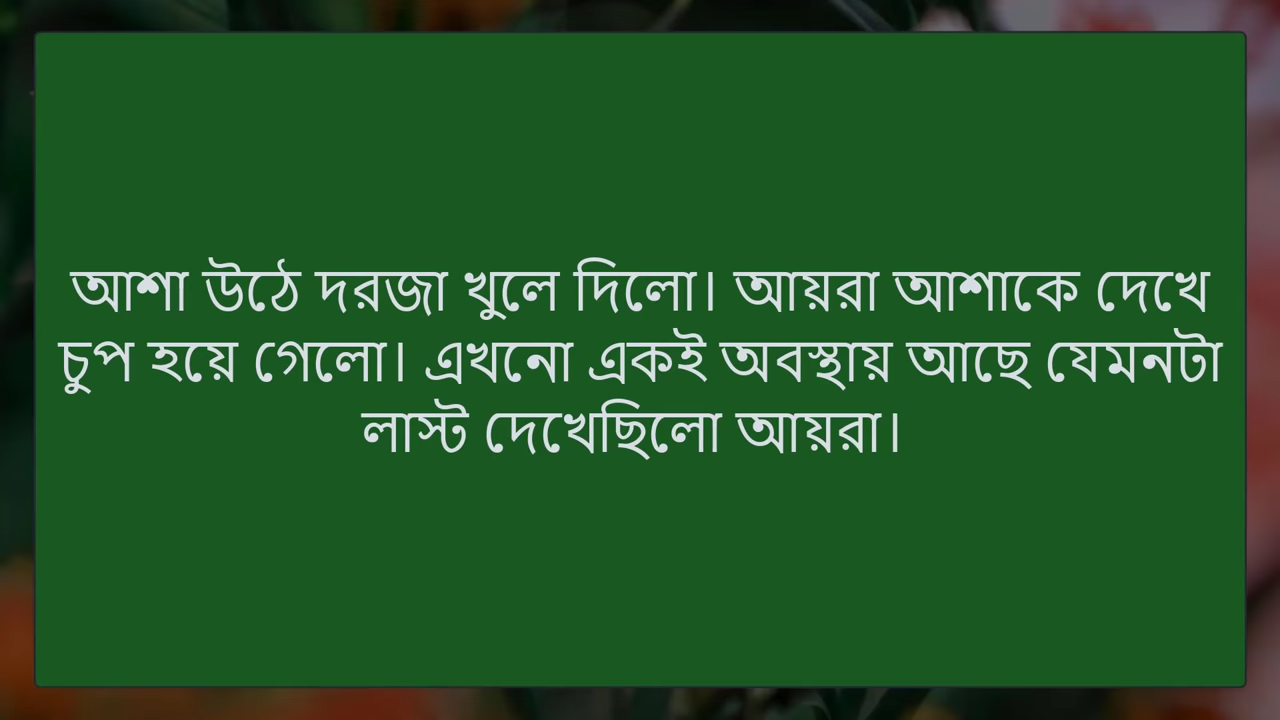 আশা উঠে দরজা খুলে দিলো। আয়রা আশাকে দেখে
চুপ হয়ে গেলো। এখনো একই অবস্থায় আছে যেমনটা
লাস্ট দেখেছিলো আয়রা।